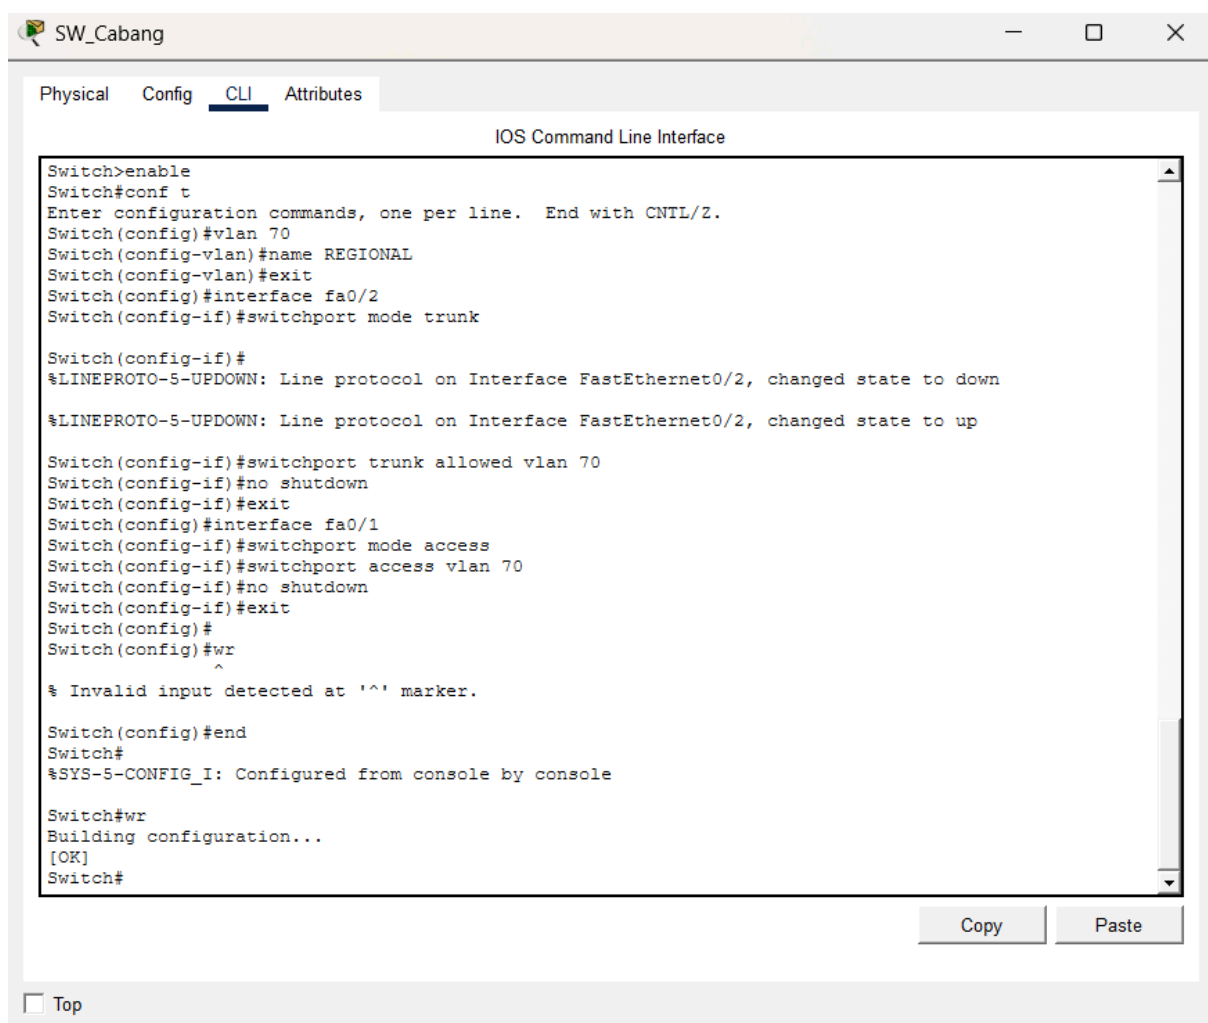 SW_Cabang
Physical Config CLI Attributes
IOS Command Line Interface
Switch>enable
Switch#conf t
Enter configuration commands, one per line.  End with CNTL/Z.
Switch(config)#vlan 70
Switch(config-vlan)#name REGIONAL
Switch(config-vlan)#exit
Switch(config)#interface fa0/2
Switch(config-if)#switchport mode trunk
Switch(config-if)#
%LINEPROTO-5-UPDOWN: Line protocol on Interface FastEthernet0/2, changed state to down
%LINEPROTO-5-UPDOWN: Line protocol on Interface FastEthernet0/2, changed state to up
Switch(config-if)#switchport trunk allowed vlan 70
Switch(config-if)#no shutdown
Switch(config-if)#exit
Switch(config)#interface fa0/1
Switch(config-if)#switchport mode access
Switch(config-if)#switchport access vlan 70
Switch(config-if)#no shutdown
Switch(config-if)#exit
Switch(config)#
Switch(config)#wr
^
% Invalid input detected at '^' marker.
Switch(config)#end
Switch#
%SYS-5-CONFIG_I: Configured from console by console
Switch#wr
Building configuration...
[OK]
Switch#
Copy Paste
Top